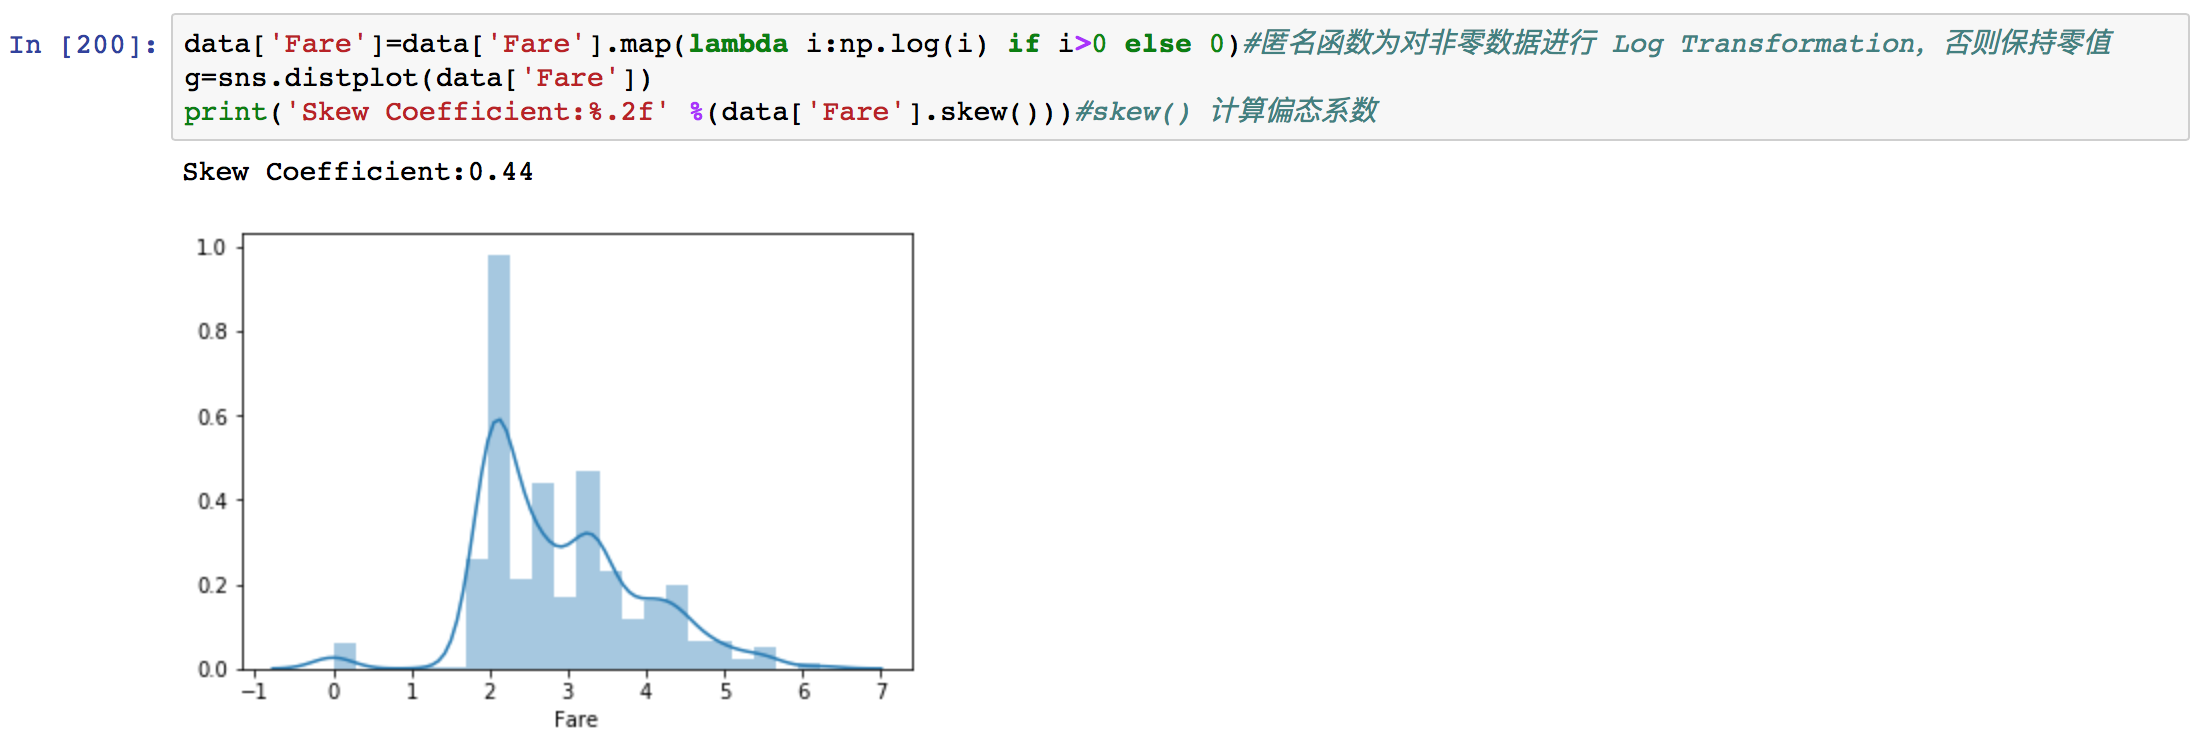 In [200]: data['Fare']=data['Fare'].map(lambda i:np.log(i) if i>0 else 0)#匿名函数为对非零数据进行 Log Transformation, 否则保持零值
g=sns.distplot(data['Fare'])
print('Skew Coefficient:%.2f' %(data['Fare'].skew()))#skew() 计算偏态系数
Skew Coefficient:0.44
1.0
0.8
0.6
0.4
0.2
0.0
−1 0 1 2 3 4 5 6 7
Fare